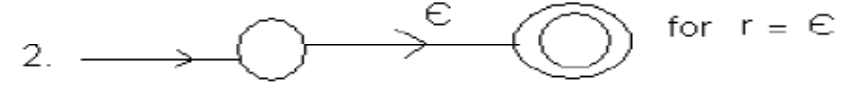 Є
2. for r = Є